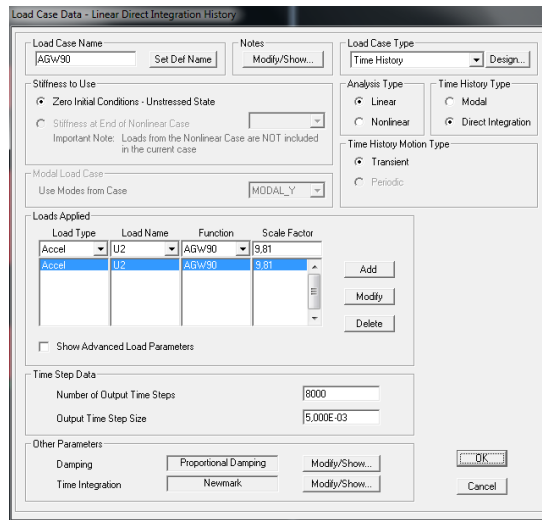 Load Case Data - Linear Direct Integration History
Load Case Name
AGW90
Set Def Name
Notes
Modify/Show...
Load Case Type
Time History
Design...
Stiffness to Use
Zero Initial Conditions - Unstressed State
Stiffness at End of Nonlinear Case
Important Note: Loads from the Nonlinear Case are NOT included
in the current case
Analysis Type
Linear
Nonlinear
Time History Type
Modal
Direct Integration
Time History Motion Type
Transient
Periodic
Modal Load Case
Use Modes from Case
MODAL_Y
Loads Applied
Load Type Load Name Function Scale Factor
Accel U2 AGW90 9,81
Accel U2 AGW90 9,81
Add
Modify
Delete
Show Advanced Load Parameters
Time Step Data
Number of Output Time Steps 8000
Output Time Step Size 5,000E-03
Other Parameters
Damping Proportional Damping Modify/Show...
Time Integration Newmark Modify/Show...
OK
Cancel